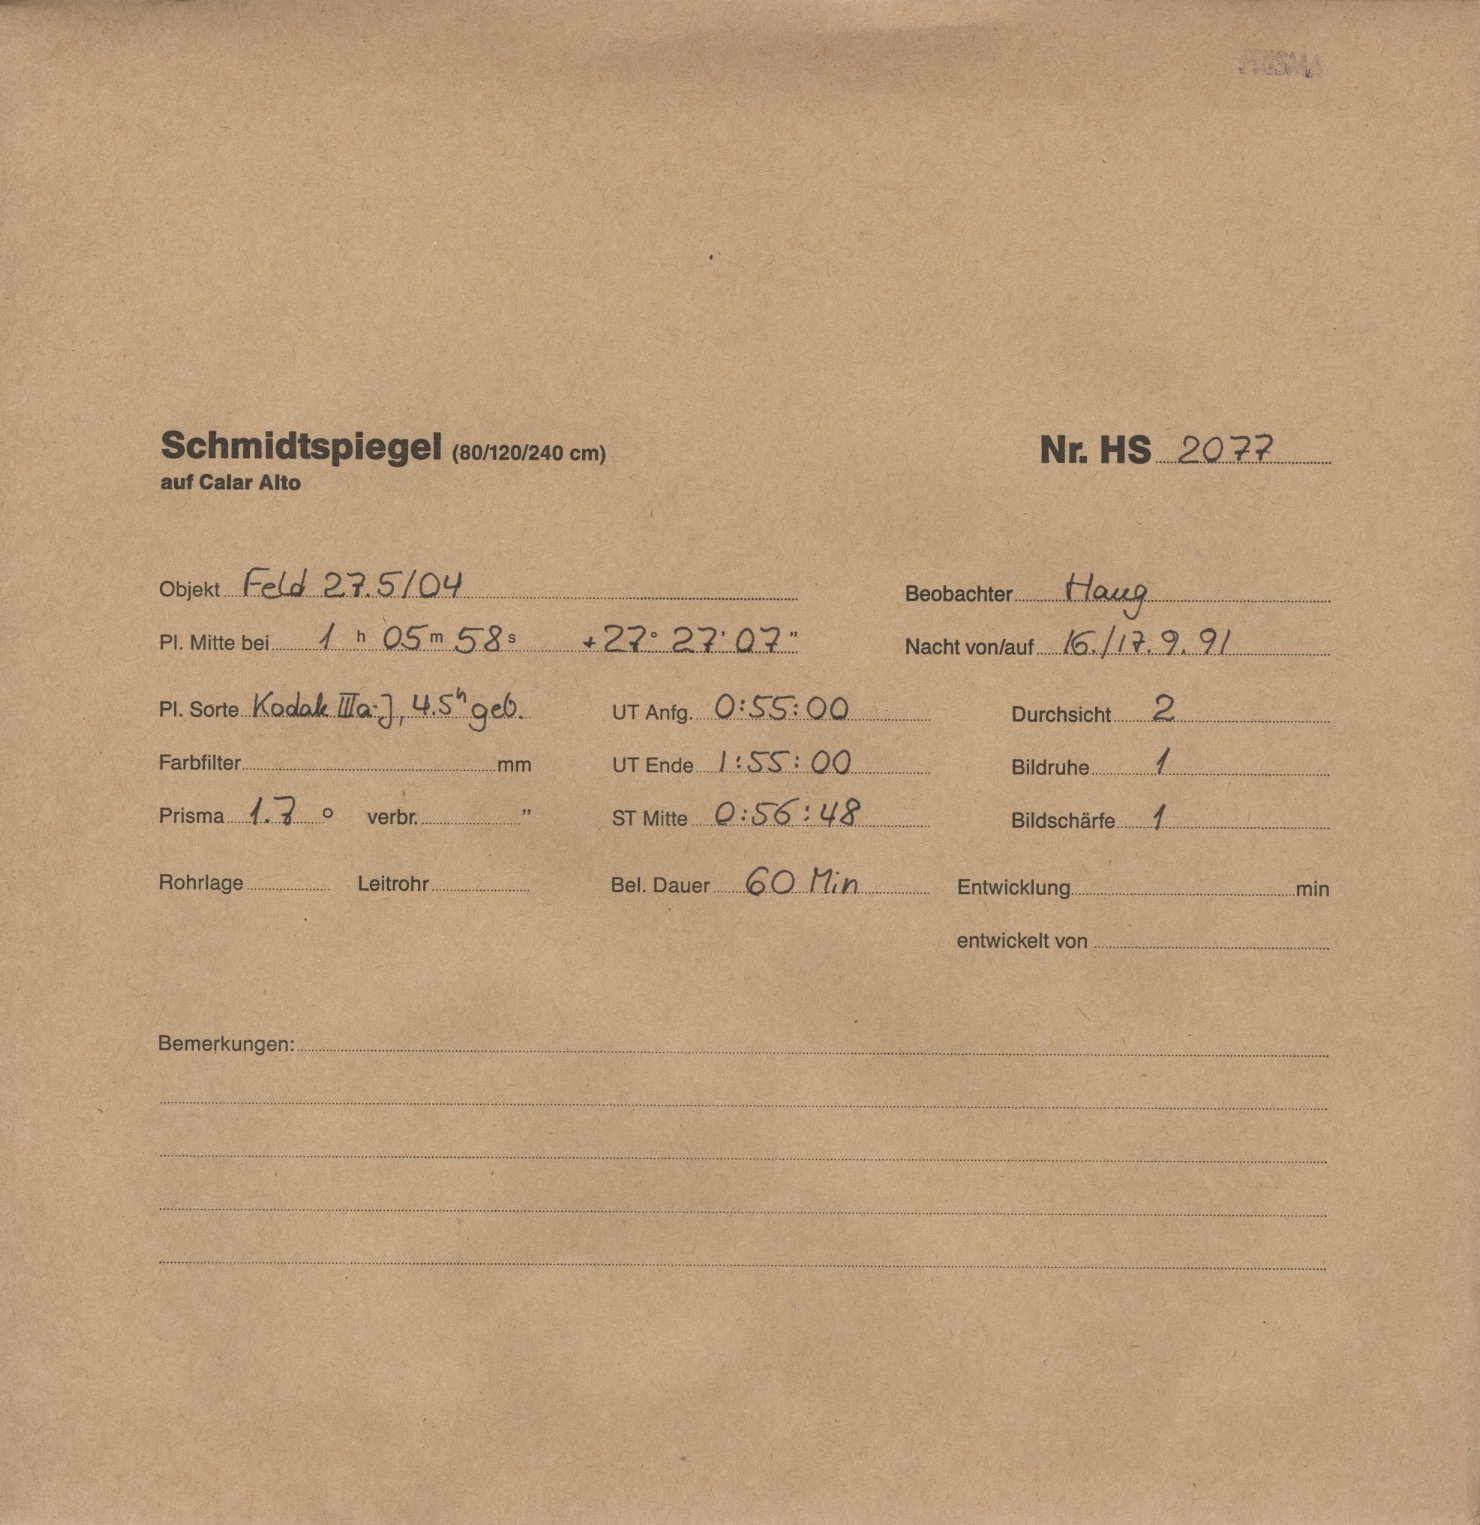 PRISMA
Schmidtspiegel (80/120/240 cm)
auf Calar Alto
Nr. HS 2077
Objekt Feld 27.5/04
Beobachter Haug
Pl. Mitte bei 1 h 05 m 58 s +27° 27' 07"
Nacht von/auf 16./17. 9. 91
Pl. Sorte Kodak IIIa-J, 4.5h geb.
UT Anfg. 0:55:00
Durchsicht 2
Farbfilter mm
UT Ende 1:55:00
Bildruhe 1
Prisma 1.7 ° verbr. "
ST Mitte 0:56:48
Bildschärfe 1
Rohrlage Leitrohr
Bel. Dauer 60 Min
Entwicklung min
entwickelt von
Bemerkungen: